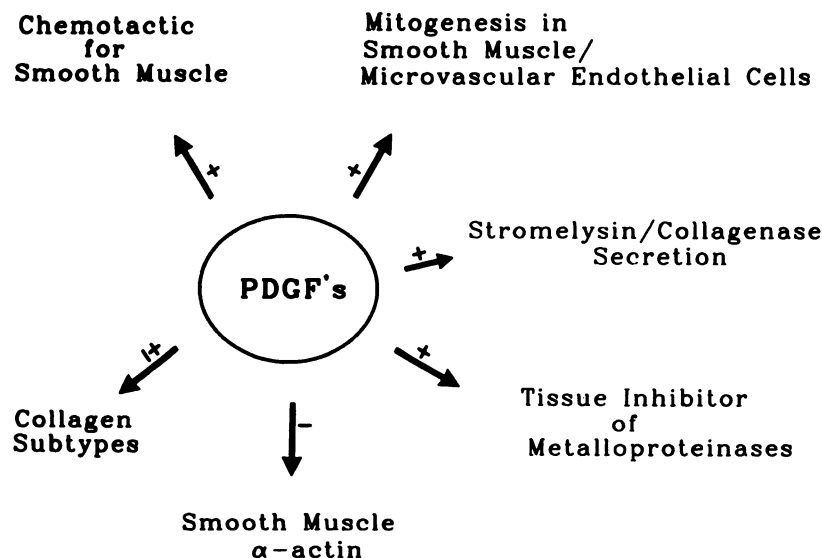 Chemotactic
for
Smooth Muscle
Mitogenesis in
Smooth Muscle/
Microvascular Endothelial Cells
+
+
Stromelysin/Collagenase
Secretion
+
PDGF's
±
+
Collagen
Subtypes
Tissue Inhibitor
of
Metalloproteinases
−
Smooth Muscle
α-actin